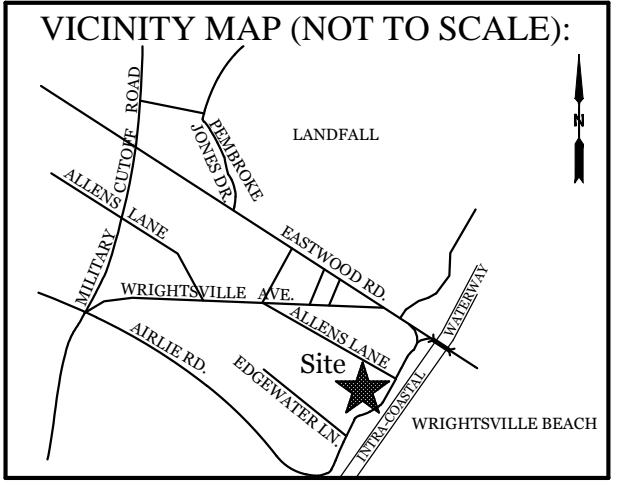 VICINITY MAP (NOT TO SCALE):
MILITARY CUTOFF ROAD
PEMBROKE
JONES DR.
LANDFALL
N
ALLENS LANE
EASTWOOD RD.
WRIGHTSVILLE AVE.
ALLENS LANE
WATERWAY
AIRLIE RD.
Site
EDGEWATER LN.
INTRA-COASTAL
WRIGHTSVILLE BEACH